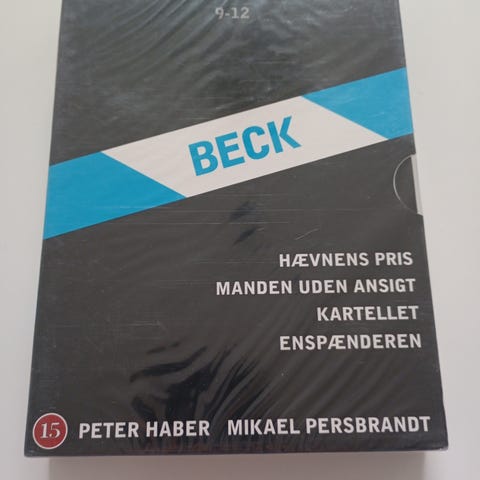 9-12
BECK
HÆVNENS PRIS
MANDEN UDEN ANSIGT
KARTELLET
ENSPÆNDEREN
15 PETER HABER MIKAEL PERSBRANDT